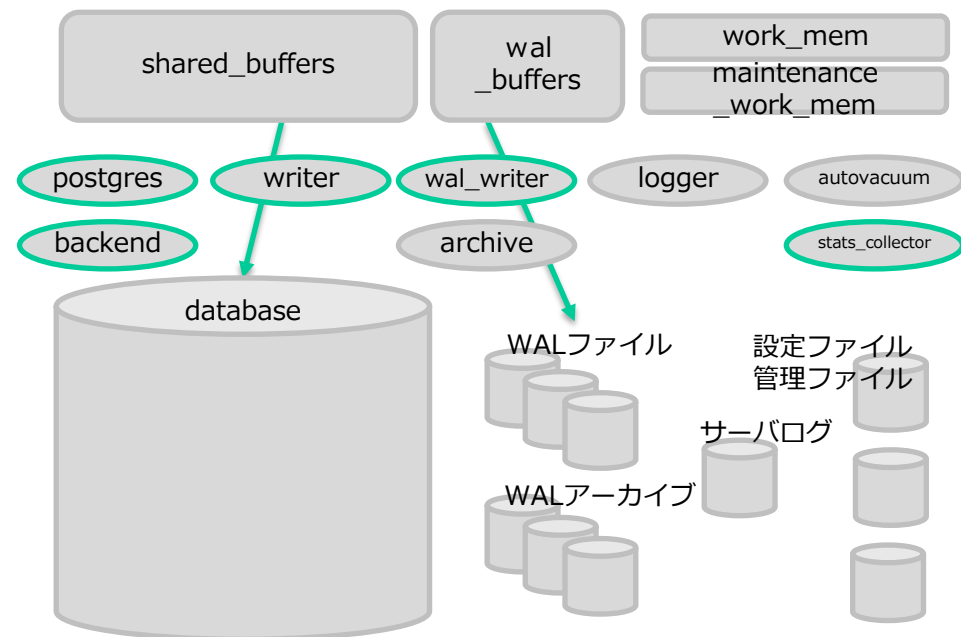 shared_buffers
wal
_buffers
work_mem
maintenance
_work_mem
postgres
writer
wal_writer
logger
autovacuum
backend
archive
stats_collector
database
WALファイル
設定ファイル
管理ファイル
サーバログ
WALアーカイブ